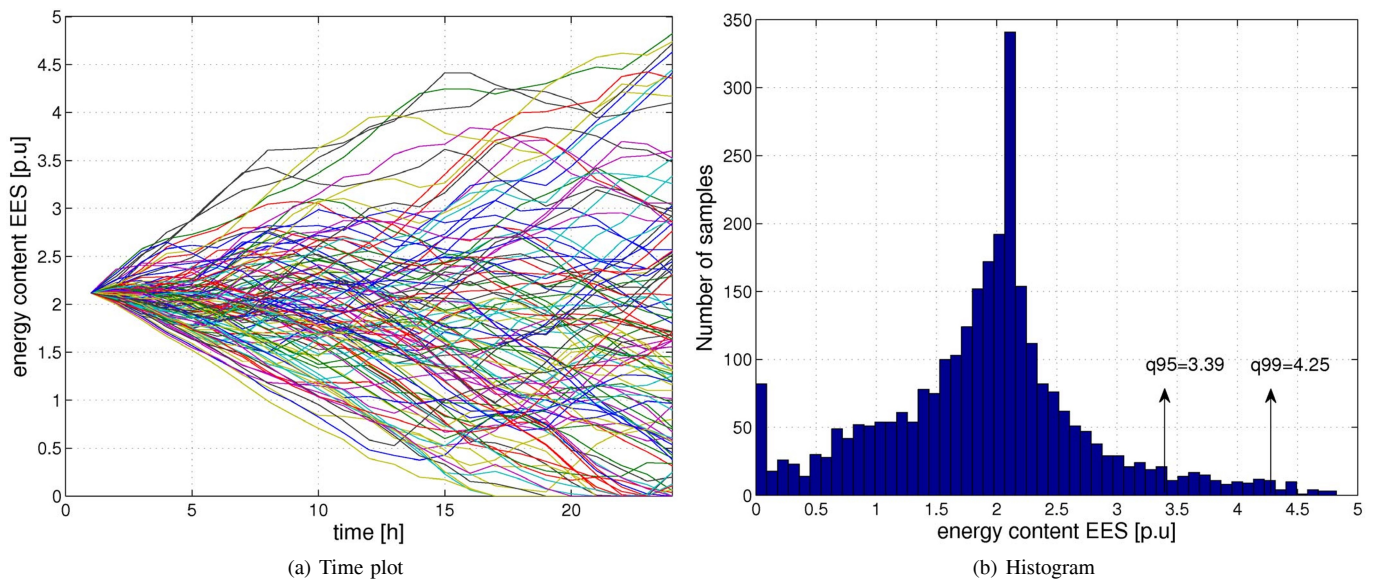 5
4.5
4
3.5
3
2.5
2
1.5
1
0.5
0
0 5 10 15 20
energy content EES [p.u]
time [h]
(a) Time plot
350
300
250
200
150
100
50
0
0 0.5 1 1.5 2 2.5 3 3.5 4 4.5 5
Number of samples
q95=3.39
q99=4.25
energy content EES [p.u]
(b) Histogram